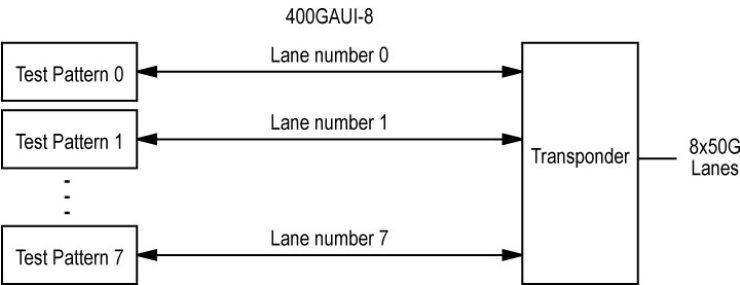 400GAUI-8
Test Pattern 0
Lane number 0
Test Pattern 1
Lane number 1
Transponder
8x50G
Lanes
Test Pattern 7
Lane number 7